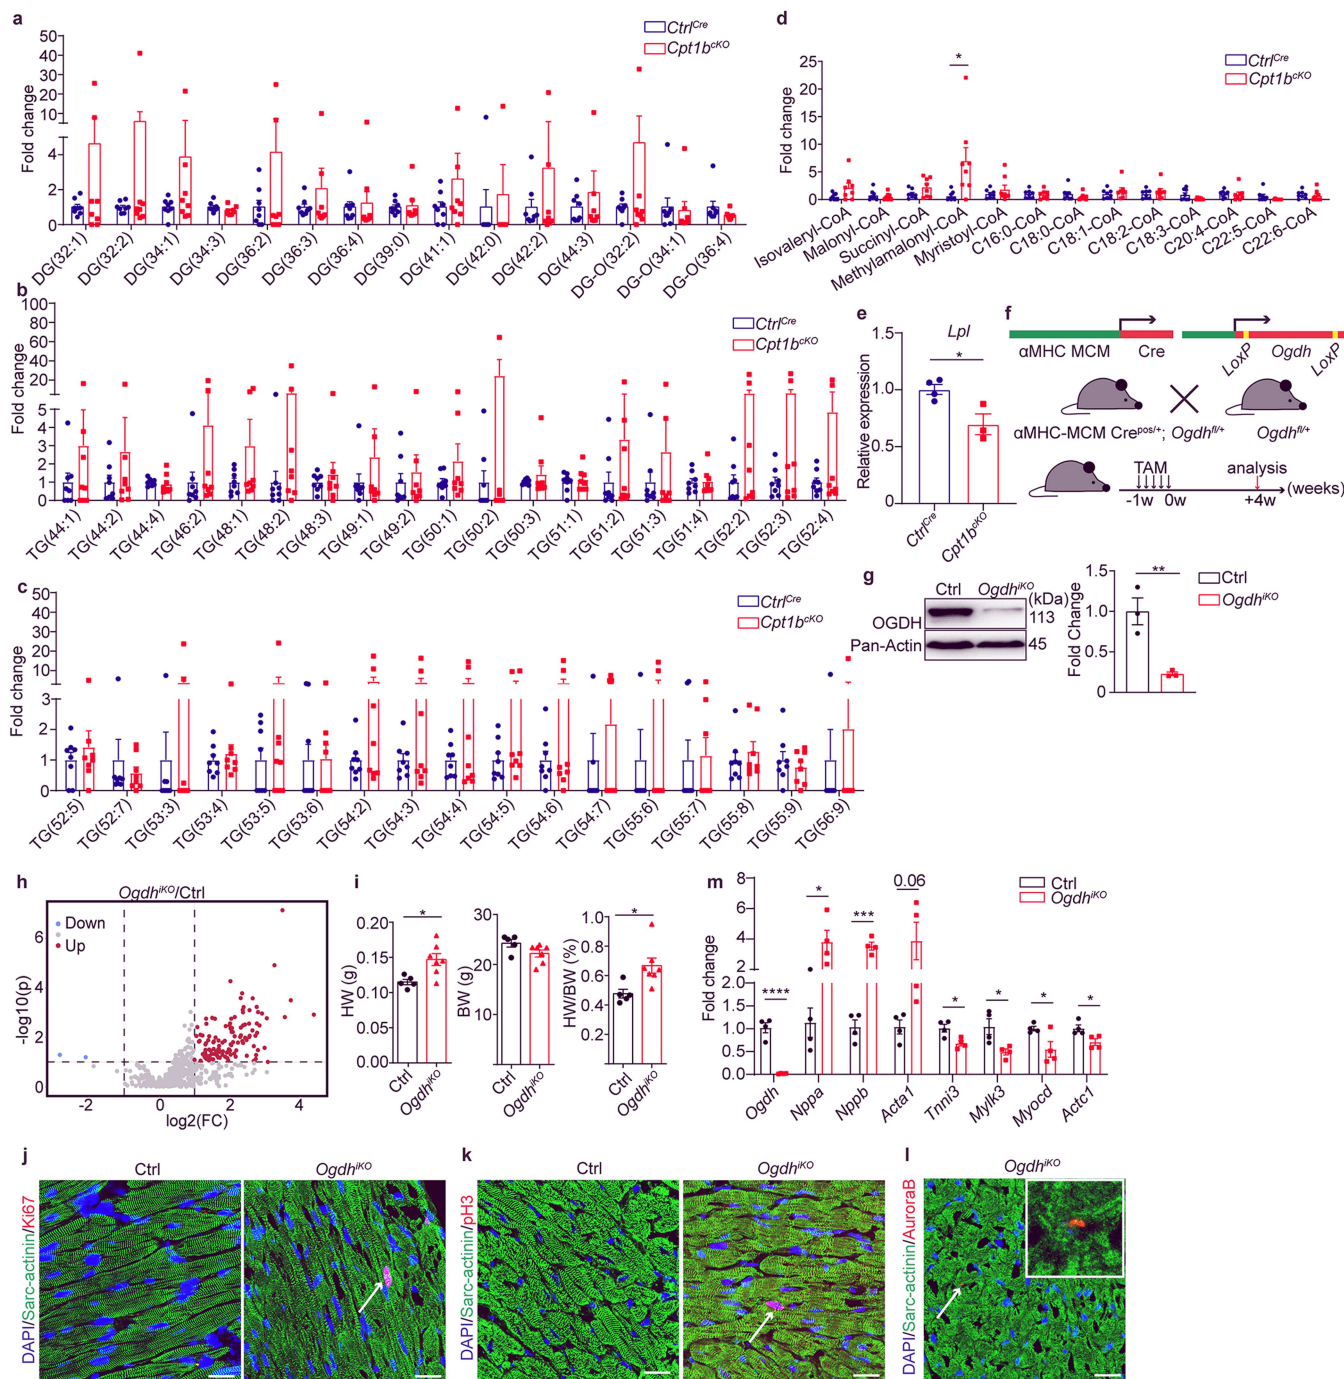 a
Fold change
50
40
30
20
10
4
2
0
Ctrl^Cre
Cpt1b^cKO
DG(32:1)
DG(32:2)
DG(34:1)
DG(34:3)
DG(36:2)
DG(36:3)
DG(36:4)
DG(39:0)
DG(41:1)
DG(42:0)
DG(42:2)
DG(44:3)
DG-O(32:2)
DG-O(34:1)
DG-O(36:4)
d
Fold change
25
20
15
10
5
0
*
Ctrl^Cre
Cpt1b^cKO
Isovaleryl-CoA
Malonyl-CoA
Succinyl-CoA
Methylamalonyl-CoA
Myristoyl-CoA
C16:0-CoA
C18:0-CoA
C18:1-CoA
C18:2-CoA
C18:3-CoA
C20:4-CoA
C22:5-CoA
C22:6-CoA
b
Fold change
100
80
60
40
20
5
4
3
2
1
0
Ctrl^Cre
Cpt1b^cKO
TG(44:1)
TG(44:2)
TG(44:4)
TG(46:2)
TG(48:1)
TG(48:2)
TG(48:3)
TG(49:1)
TG(49:2)
TG(50:1)
TG(50:2)
TG(50:3)
TG(51:1)
TG(51:2)
TG(51:3)
TG(51:4)
TG(52:2)
TG(52:3)
TG(52:4)
e
Lpl
Relative expression
1.5
1.0
0.5
0
*
Ctrl^Cre
Cpt1b^cKO
f
αMHC MCM
Cre
LoxP
Ogdh
LoxP
αMHC-MCM Cre^pos/+; Ogdh^fl/+
Ogdh^fl/+
TAM
analysis
(weeks)
-1w
0w
+4w
c
Fold change
50
40
30
20
10
3
2
1
0
Ctrl^Cre
Cpt1b^cKO
TG(52:5)
TG(52:7)
TG(53:3)
TG(53:4)
TG(53:5)
TG(53:6)
TG(54:2)
TG(54:3)
TG(54:4)
TG(54:5)
TG(54:6)
TG(54:7)
TG(55:6)
TG(55:7)
TG(55:8)
TG(55:9)
TG(56:9)
g
Ctrl
Ogdh^iKO
(kDa)
OGDH
113
Pan-Actin
45
Fold Change
1.5
1.0
0.5
0
**
Ctrl
Ogdh^iKO
h
Ogdh^iKO/Ctrl
Down
Up
-log10(p)
6
4
2
0
-2
0
2
4
log2(FC)
i
HW (g)
0.20
0.15
0.10
0.05
0.00
*
Ctrl
Ogdh^iKO
BW (g)
30
20
10
Ctrl
Ogdh^iKO
HW/BW (%)
1.0
0.8
0.6
0.4
0.2
*
Ctrl
Ogdh^iKO
m
Fold change
8
6
4
2
1.0
0.5
0.0
****
*
***
0.06
*
*
*
*
Ctrl
Ogdh^iKO
Ogdh
Nppa
Nppb
Acta1
Tnni3
Mylk3
Myocd
Actc1
j
Ctrl
Ogdh^iKO
DAPI/Sarc-actinin/Ki67
k
Ctrl
Ogdh^iKO
DAPI/Sarc-actinin/pH3
l
Ogdh^iKO
DAPI/Sarc-actinin/AuroraB